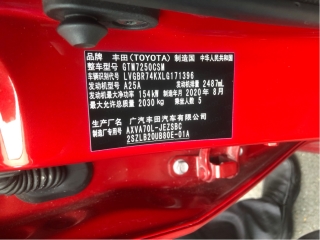 品牌 丰田(TOYOTA) 制造国 中华人民共和国
整车型号 GTM7250CSM
车辆识别代号 LVGBR74KXLG171396
发动机型号 A25A 发动机排量 2487mL
发动机最大净功率 154kW 制造年月 2020年8月
最大允许总质量 2030kg 乘坐人数 5
生产厂名 广汽丰田汽车有限公司
AXVA70L-JEZSBC
2SZLB20UB80E-01A